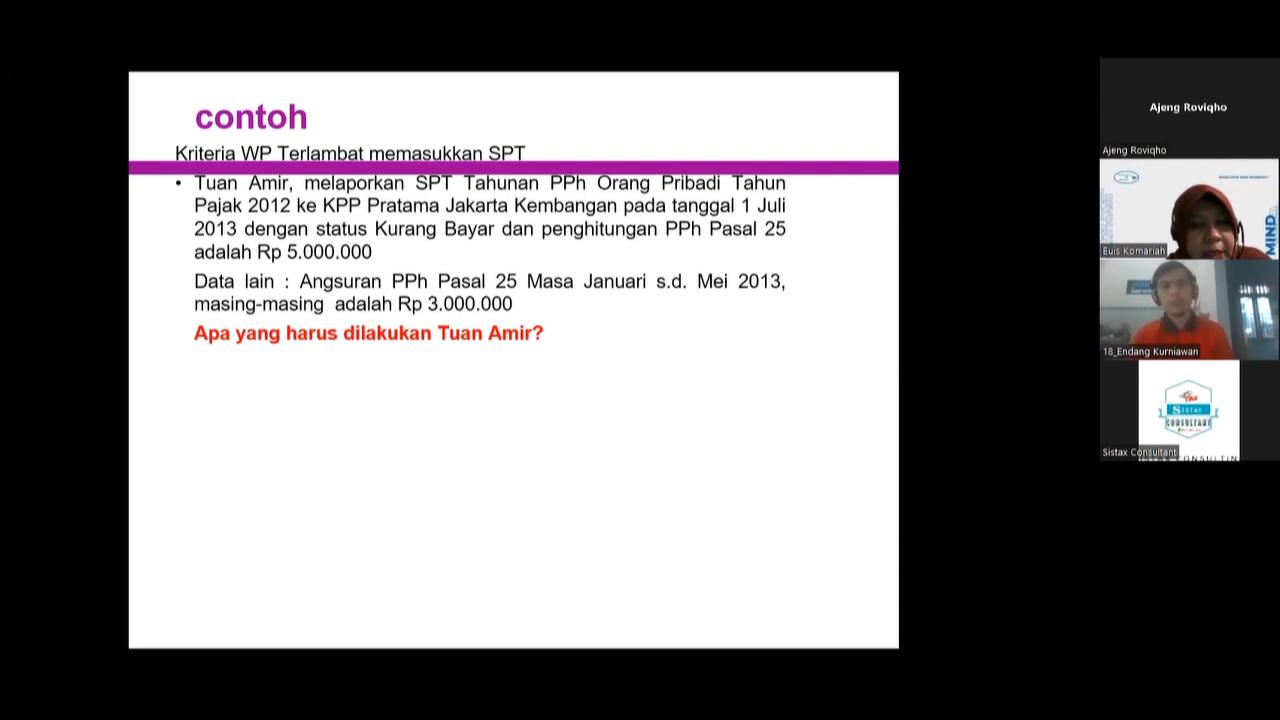 contoh
Kriteria WP Terlambat memasukkan SPT
• Tuan Amir, melaporkan SPT Tahunan PPh Orang Pribadi Tahun
Pajak 2012 ke KPP Pratama Jakarta Kembangan pada tanggal 1 Juli
2013 dengan status Kurang Bayar dan penghitungan PPh Pasal 25
adalah Rp 5.000.000
Data lain : Angsuran PPh Pasal 25 Masa Januari s.d. Mei 2013,
masing-masing adalah Rp 3.000.000
Apa yang harus dilakukan Tuan Amir?
Ajeng Roviqho
Ajeng Roviqho
MIND
Euis Komariah
18_Endang Kurniawan
TAX
SISTAX
CONSULTANT
Sistax Consultant